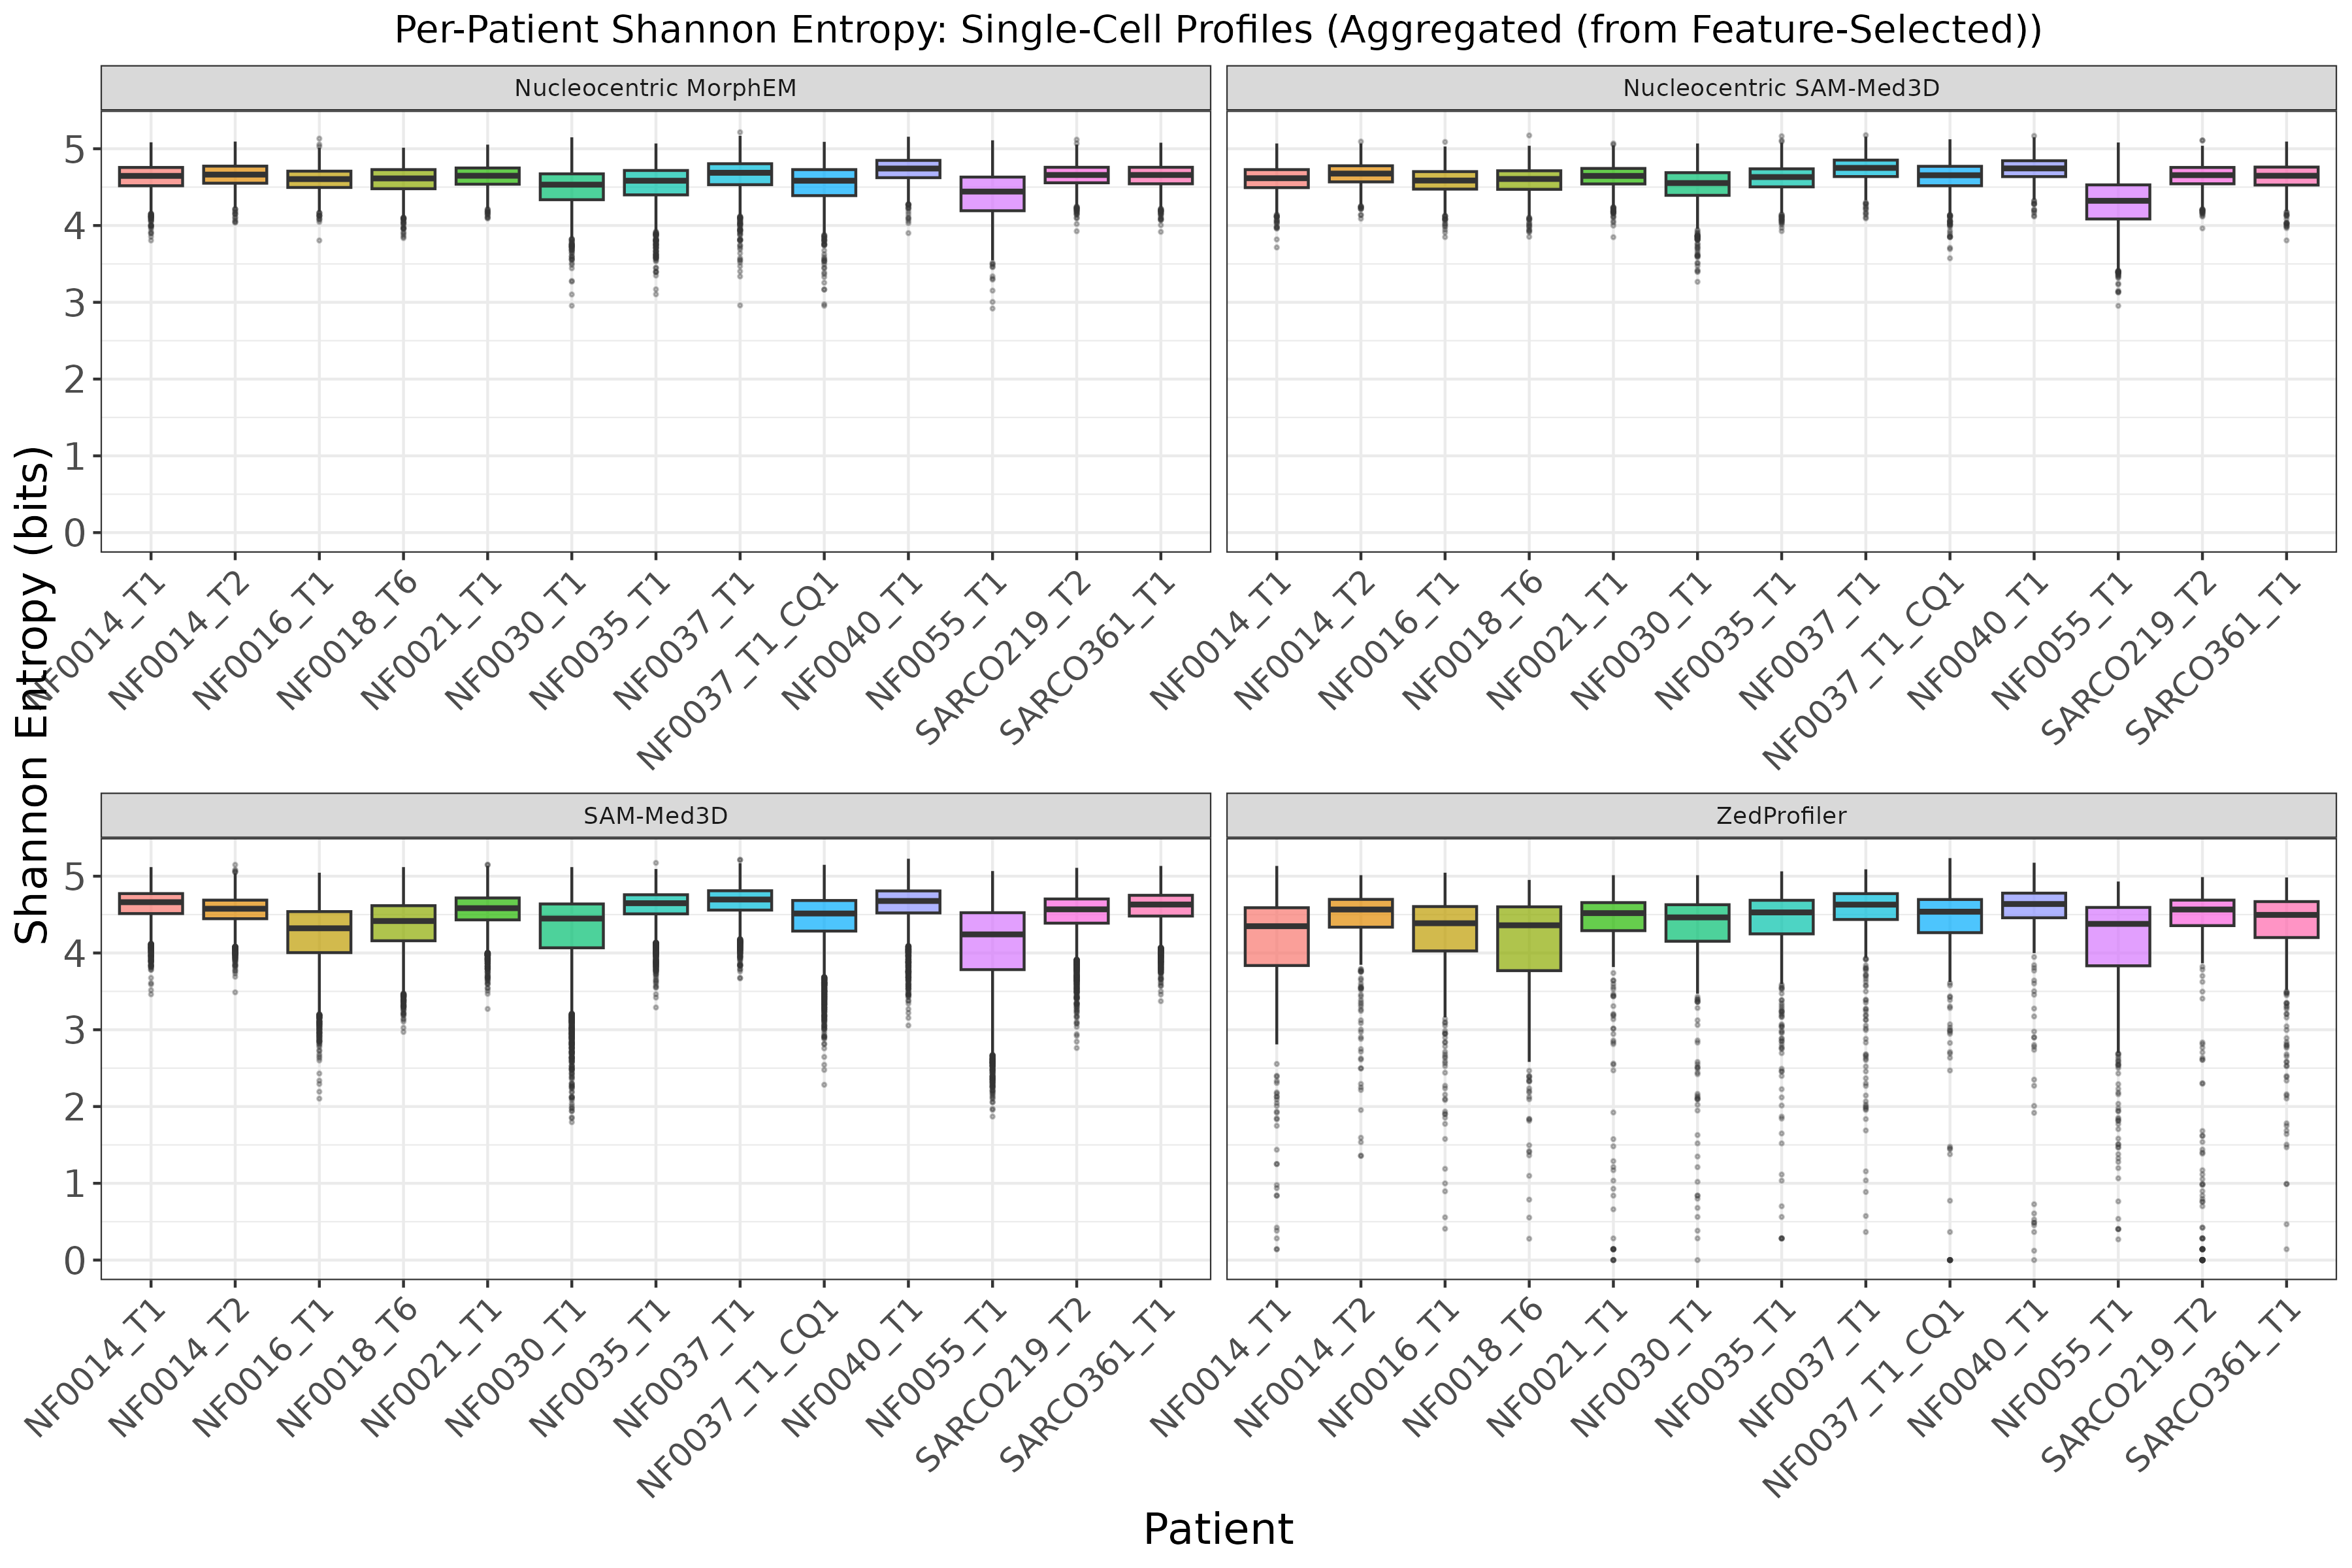 Per-Patient Shannon Entropy: Single-Cell Profiles (Aggregated (from Feature-Selected))
Nucleocentric MorphEM
Nucleocentric SAM-Med3D
Shannon Entropy (bits)
5
4
3
2
1
0
NF0014_T1
NF0014_T2
NF0016_T1
NF0018_T6
NF0021_T1
NF0030_T1
NF0035_T1
NF0037_T1
NF0037_T1_CQ1
NF0040_T1
NF0055_T1
SARCO219_T2
SARCO361_T1
NF0014_T1
NF0014_T2
NF0016_T1
NF0018_T6
NF0021_T1
NF0030_T1
NF0035_T1
NF0037_T1
NF0037_T1_CQ1
NF0040_T1
NF0055_T1
SARCO219_T2
SARCO361_T1
SAM-Med3D
ZedProfiler
5
4
3
2
1
0
NF0014_T1
NF0014_T2
NF0016_T1
NF0018_T6
NF0021_T1
NF0030_T1
NF0035_T1
NF0037_T1
NF0037_T1_CQ1
NF0040_T1
NF0055_T1
SARCO219_T2
SARCO361_T1
NF0014_T1
NF0014_T2
NF0016_T1
NF0018_T6
NF0021_T1
NF0030_T1
NF0035_T1
NF0037_T1
NF0037_T1_CQ1
NF0040_T1
NF0055_T1
SARCO219_T2
SARCO361_T1
Patient